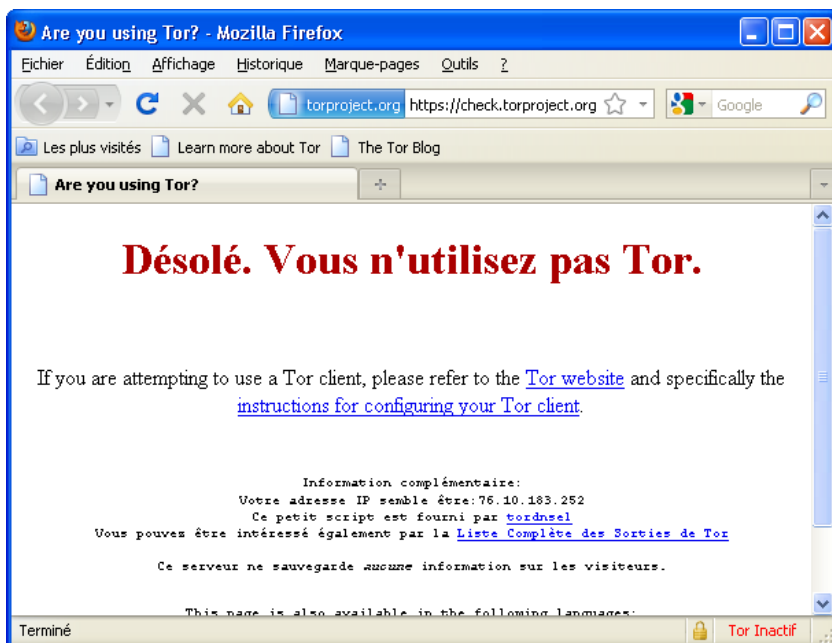 Are you using Tor? - Mozilla Firefox
Fichier Édition Affichage Historique Marque-pages Outils ?
torproject.org https://check.torproject.org Google
Les plus visités Learn more about Tor The Tor Blog
Are you using Tor?
Désolé. Vous n'utilisez pas Tor.
If you are attempting to use a Tor client, please refer to the Tor website and specifically the
instructions for configuring your Tor client.
Information complémentaire:
Votre adresse IP semble être:76.10.183.252
Ce petit script est fourni par tordnsel
Vous pouvez être intéressé également par la Liste Complète des Sorties de Tor
Ce serveur ne sauvegarde aucune information sur les visiteurs.
This page is also available in the following languages:
Terminé Tor Inactif